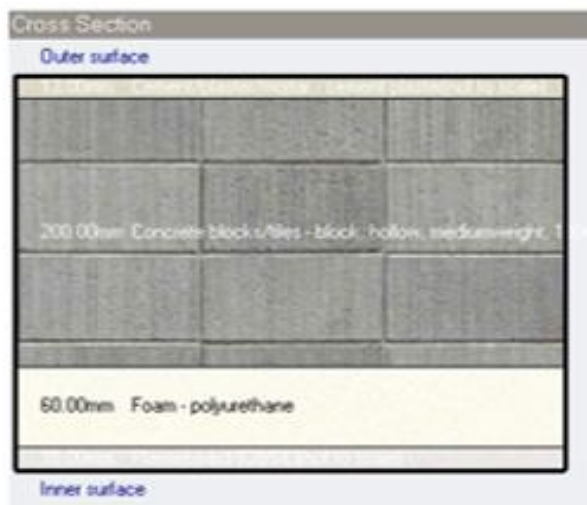 Cross Section
Outer surface
200.00mm Concrete blocks/tiles - block, hollow, mediumweight,
60.00mm Foam - polyurethane
Inner surface